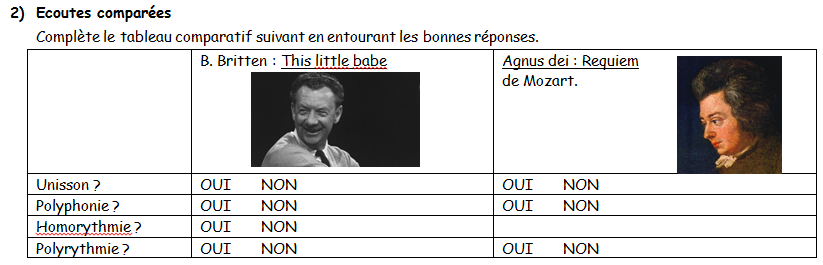 2) Ecoutes comparées
Complète le tableau comparatif suivant en entourant les bonnes réponses.
B. Britten : This little babe
Agnus dei : Requiem
de Mozart.
Unisson ? OUI NON OUI NON
Polyphonie ? OUI NON OUI NON
Homorythmie ? OUI NON
Polyrythmie ? OUI NON OUI NON